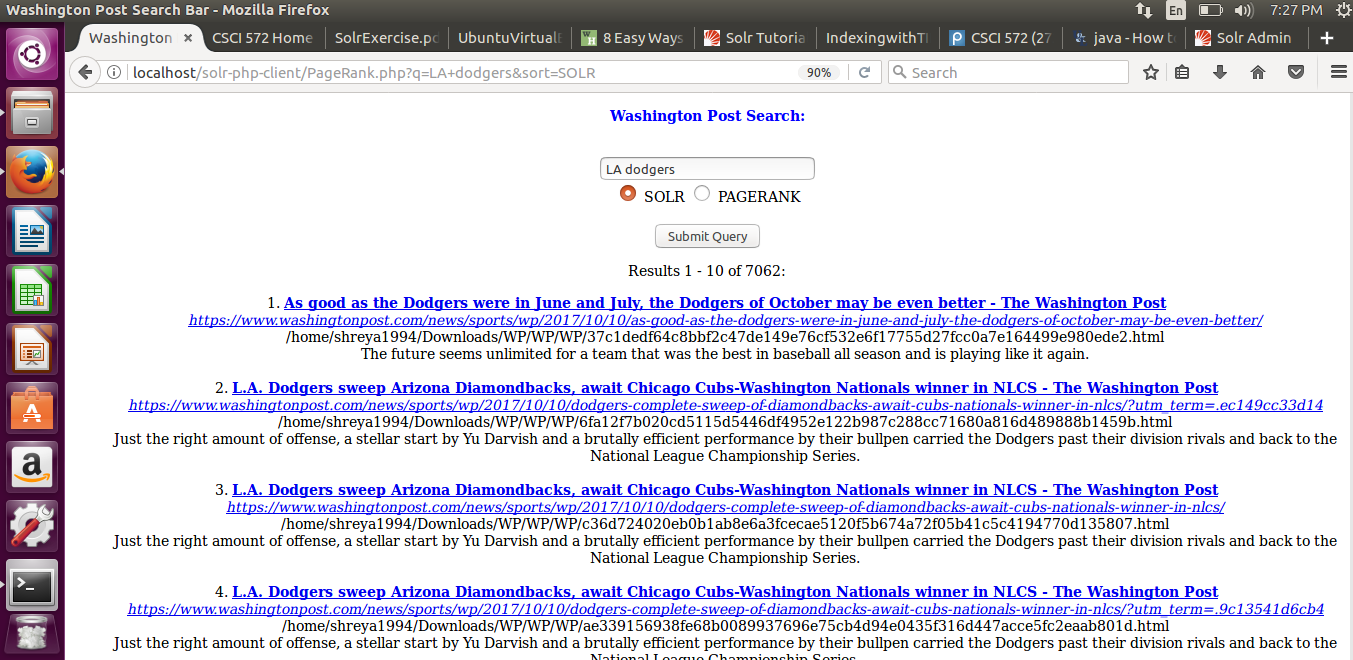 Washington Post Search Bar - Mozilla Firefox
En
7:27 PM
Washington
CSCI 572 Home
SolrExercise.pd
UbuntuVirtual
8 Easy Ways
Solr Tutoria
IndexingwithTI
CSCI 572 (27
java - How t
Solr Admin
localhost/solr-php-client/PageRank.php?q=LA+dodgers&sort=SOLR
90%
Search
Washington Post Search:
LA dodgers
SOLR PAGERANK
Submit Query
Results 1 - 10 of 7062:
1. As good as the Dodgers were in June and July, the Dodgers of October may be even better - The Washington Post
https://www.washingtonpost.com/news/sports/wp/2017/10/10/as-good-as-the-dodgers-were-in-june-and-july-the-dodgers-of-october-may-be-even-better/
/home/shreya1994/Downloads/WP/WP/WP/37c1dedf64c8bbf2c47de149e76cf532e6f17755d27fcc0a7e164499e980ede2.html
The future seems unlimited for a team that was the best in baseball all season and is playing like it again.
2. L.A. Dodgers sweep Arizona Diamondbacks, await Chicago Cubs-Washington Nationals winner in NLCS - The Washington Post
https://www.washingtonpost.com/news/sports/wp/2017/10/10/dodgers-complete-sweep-of-diamondbacks-await-cubs-nationals-winner-in-nlcs/?utm_term=.ec149cc33d14
/home/shreya1994/Downloads/WP/WP/WP/6fa12f7b020cd5115d5446df4952e122b987c288cc71680a816d489888b1459b.html
Just the right amount of offense, a stellar start by Yu Darvish and a brutally efficient performance by their bullpen carried the Dodgers past their division rivals and back to the
National League Championship Series.
3. L.A. Dodgers sweep Arizona Diamondbacks, await Chicago Cubs-Washington Nationals winner in NLCS - The Washington Post
https://www.washingtonpost.com/news/sports/wp/2017/10/10/dodgers-complete-sweep-of-diamondbacks-await-cubs-nationals-winner-in-nlcs/
/home/shreya1994/Downloads/WP/WP/WP/c36d724020eb0b1ab8e6a3fcecae5120f5b674a72f05b41c5c4194770d135807.html
Just the right amount of offense, a stellar start by Yu Darvish and a brutally efficient performance by their bullpen carried the Dodgers past their division rivals and back to the
National League Championship Series.
4. L.A. Dodgers sweep Arizona Diamondbacks, await Chicago Cubs-Washington Nationals winner in NLCS - The Washington Post
https://www.washingtonpost.com/news/sports/wp/2017/10/10/dodgers-complete-sweep-of-diamondbacks-await-cubs-nationals-winner-in-nlcs/?utm_term=.9c13541d6cb4
/home/shreya1994/Downloads/WP/WP/WP/ae339156938fe68b0089937696e75cb4d94e0435f316d447acce5fc2eaab801d.html
Just the right amount of offense, a stellar start by Yu Darvish and a brutally efficient performance by their bullpen carried the Dodgers past their division rivals and back to the
National League Championship Series.